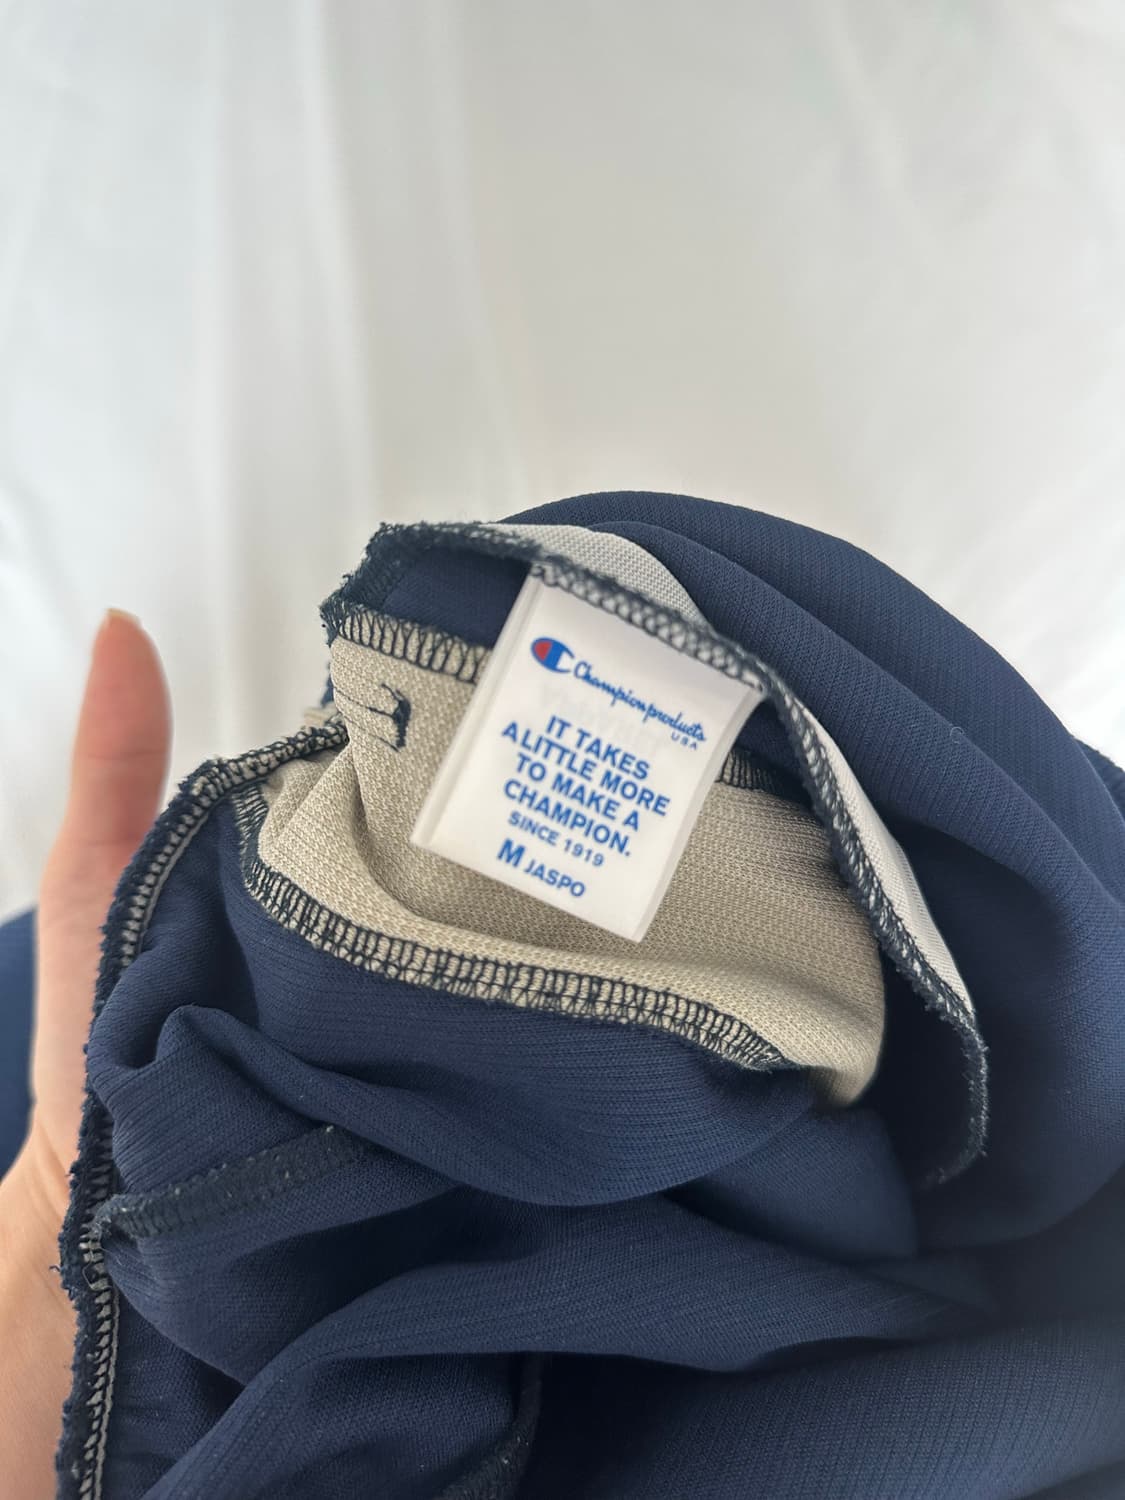 Champion products
USA
IT TAKES
A LITTLE MORE
TO MAKE A
CHAMPION.
SINCE 1919
M JASPO